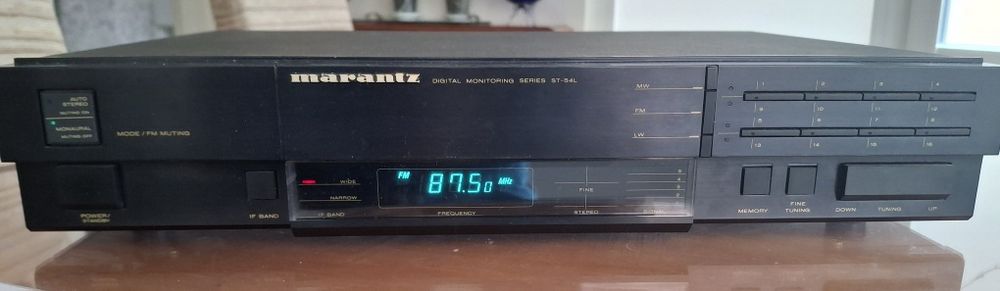 marantz DIGITAL MONITORING SERIES ST-54L
AUTO
STEREO
MUTING ON
MONAURAL
MUTING OFF
MODE / FM MUTING
MW
FM
LW
1 2 3 4
9 10 11 12
5 6 7 8
13 14 15 16
POWER/
STANDBY
IF BAND
WIDE
NARROW
IF BAND
FM 87.50 MHz
FREQUENCY
FINE
STEREO
SIGNAL
MEMORY
FINE
TUNING
DOWN TUNING UP